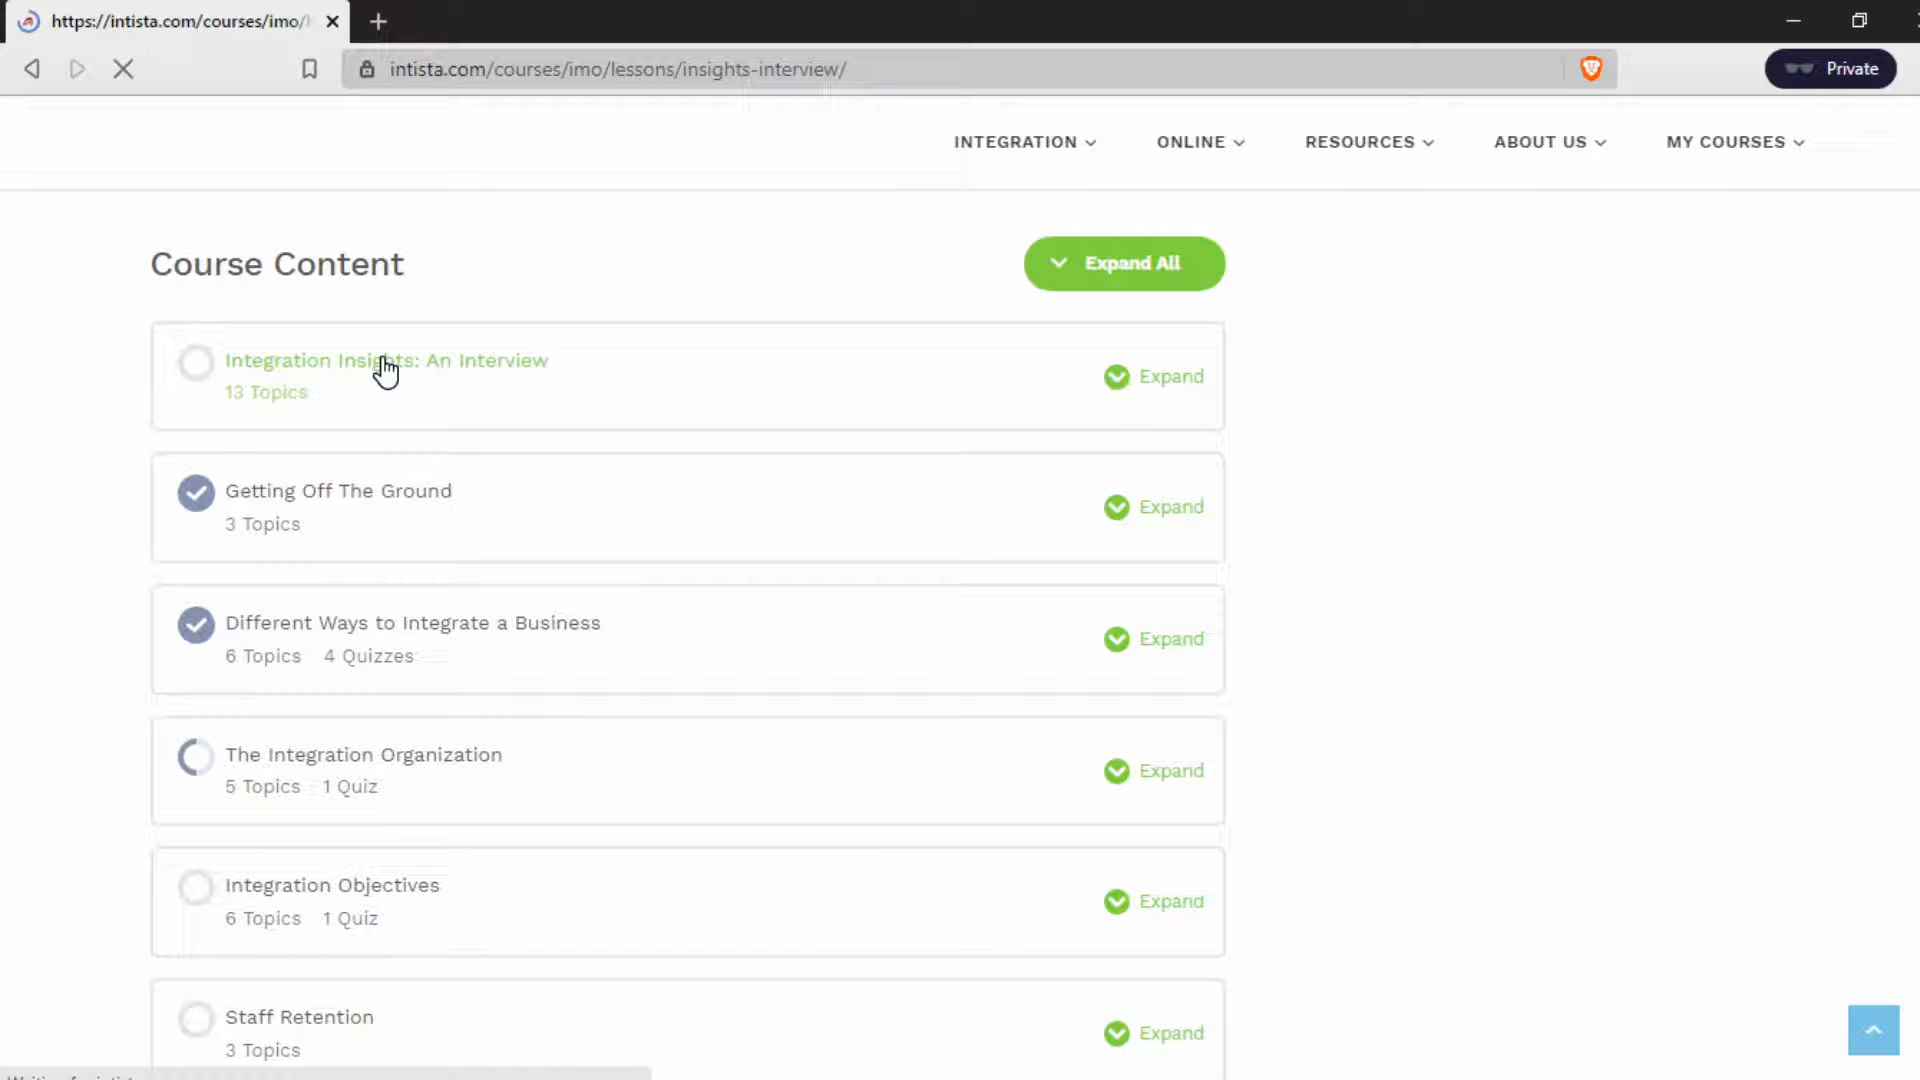 https://intista.com/courses/imo/
intista.com/courses/imo/lessons/insights-interview/
Private
INTEGRATION
ONLINE
RESOURCES
ABOUT US
MY COURSES
Course Content
Expand All
Integration Insights: An Interview
13 Topics
Expand
Getting Off The Ground
3 Topics
Expand
Different Ways to Integrate a Business
6 Topics 4 Quizzes
Expand
The Integration Organization
5 Topics 1 Quiz
Expand
Integration Objectives
6 Topics 1 Quiz
Expand
Staff Retention
3 Topics
Expand